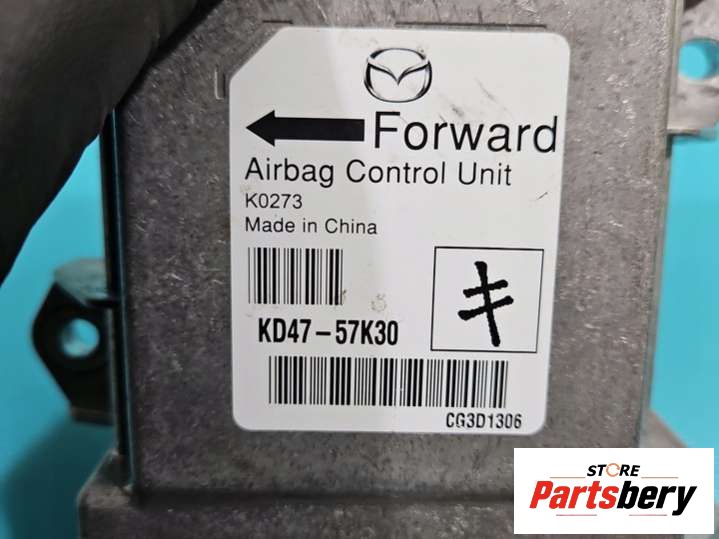 Forward
Airbag Control Unit
K0273
Made in China
キ
KD47-57K30
CG3D1306
STORE
Partsbery